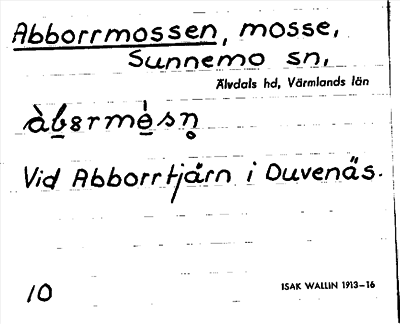 Abborrmossen, mosse,
Sunnemo sn,
Älvdals hd, Värmlands län
Vid Abborrtjärn i Duvenäs.
10
ISAK WALLIN 1913–16